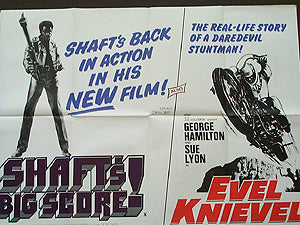 SHAFT's BACK
IN ACTION
IN HIS
NEW FILM!
SHAFT's!
BIG SCORE!
X
THE REAL-LIFE STORY
OF A DAREDEVIL
STUNTMAN!
GEORGE
HAMILTON
AND
SUE
LYON
EVEL
KNIEVEL